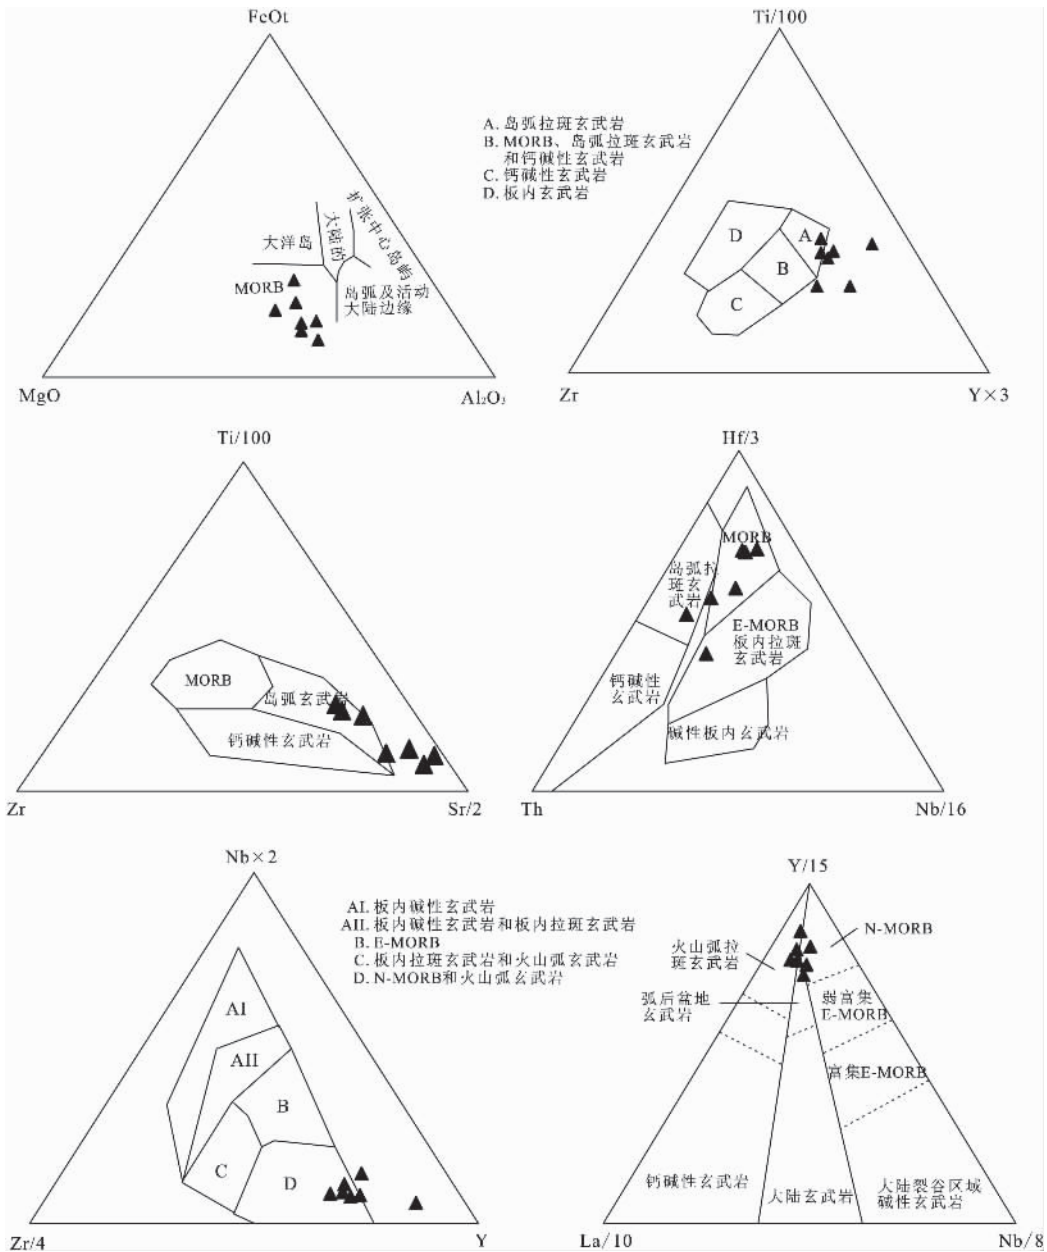 FeOt
Ti/100
A. 岛弧拉斑玄武岩
B. MORB、岛弧拉斑玄武岩
和钙碱性玄武岩
C. 钙碱性玄武岩
D. 板内玄武岩
大洋岛
大陆的
扩张中心岛屿
MORB
岛弧及活动
大陆边缘
D
A
B
C
MgO
Al₂O₃
Zr
Y×3
Ti/100
Hf/3
MORB
岛弧玄武岩
钙碱性玄武岩
MORB
岛弧拉
斑玄
武岩
E-MORB
板内拉斑
玄武岩
钙碱性
玄武岩
碱性板内玄武岩
Zr
Sr/2
Th
Nb/16
Nb×2
Y/15
AI. 板内碱性玄武岩
AII. 板内碱性玄武岩和板内拉斑玄武岩
B. E-MORB
C. 板内拉斑玄武岩和火山弧玄武岩
D. N-MORB和火山弧玄武岩
AI
AII
B
C
D
N-MORB
火山弧拉
斑玄武岩
弧后盆地
玄武岩
弱富集
E-MORB
富集E-MORB
钙碱性玄武岩
大陆玄武岩
大陆裂谷区域
碱性玄武岩
Zr/4
Y
La/10
Nb/8